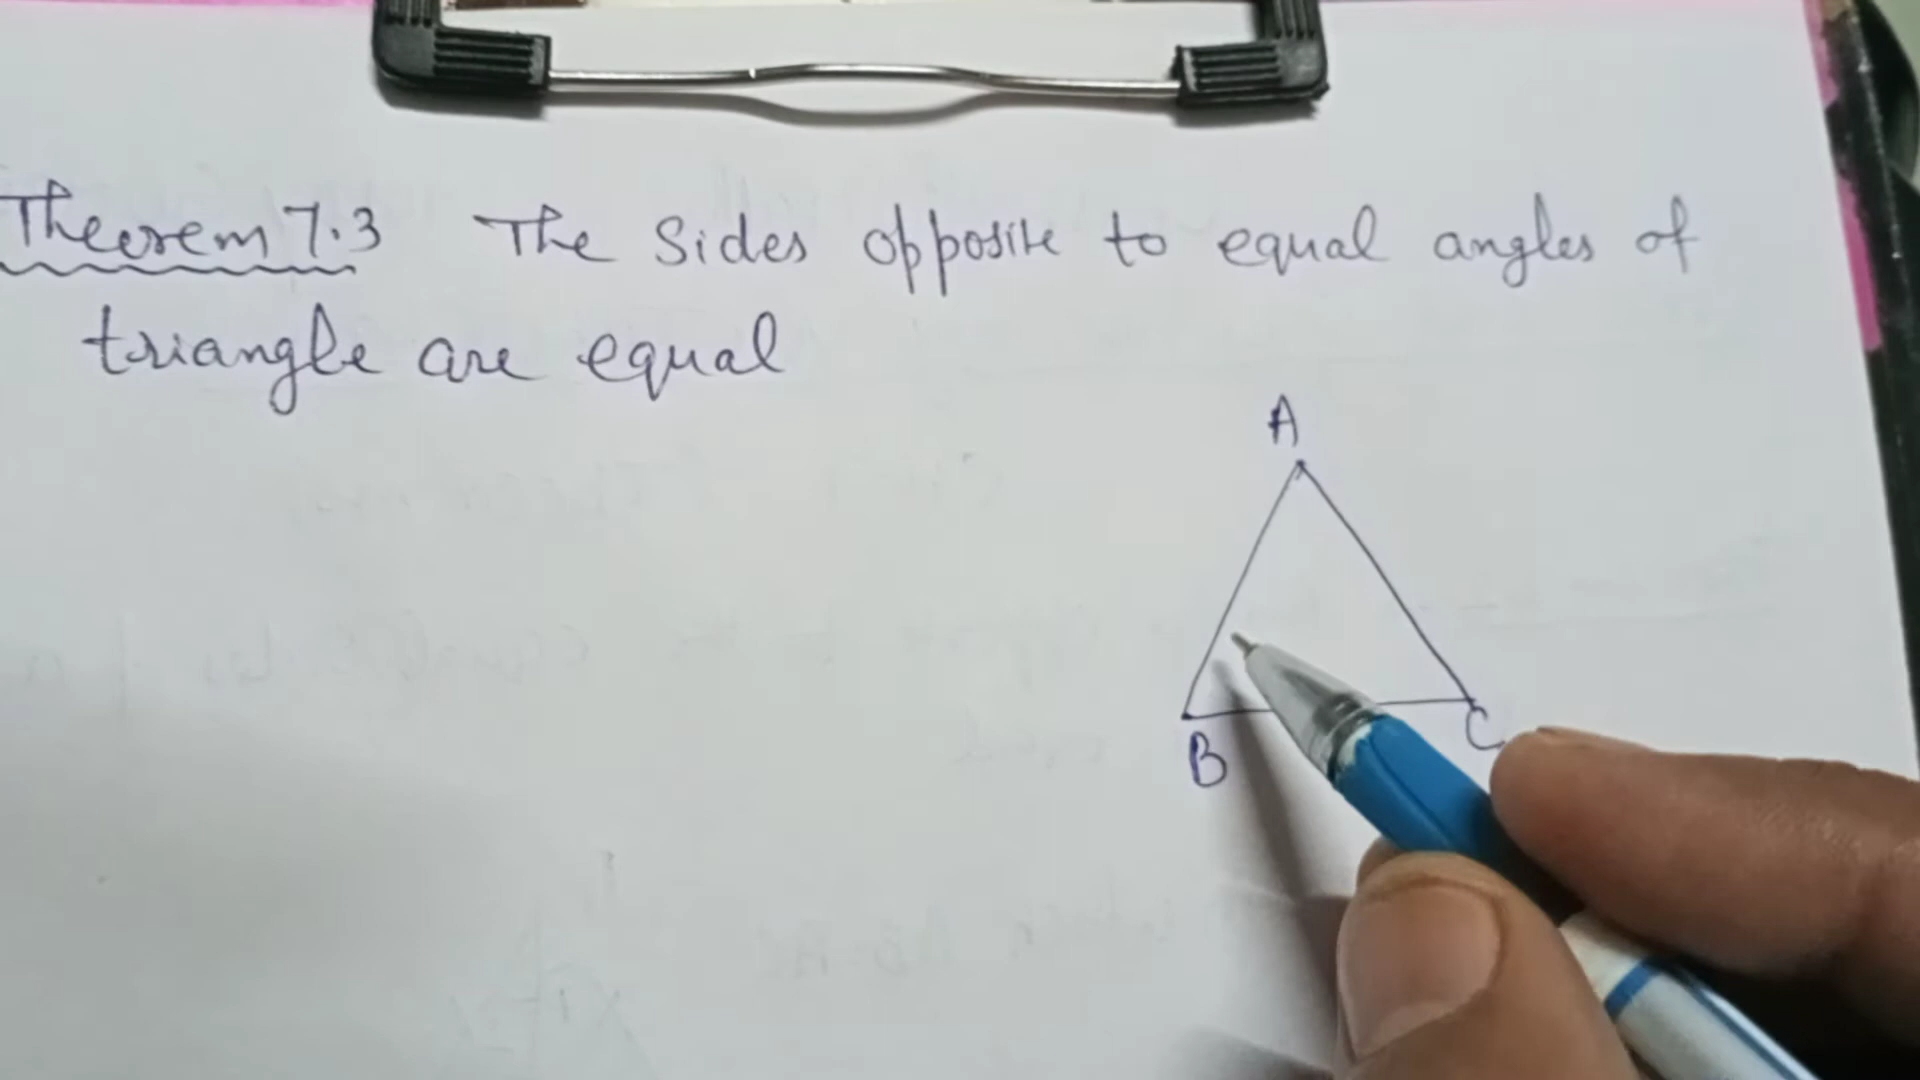 Theorem 7.3 The Sides opposite to equal angles of
triangle are equal
A
B
C